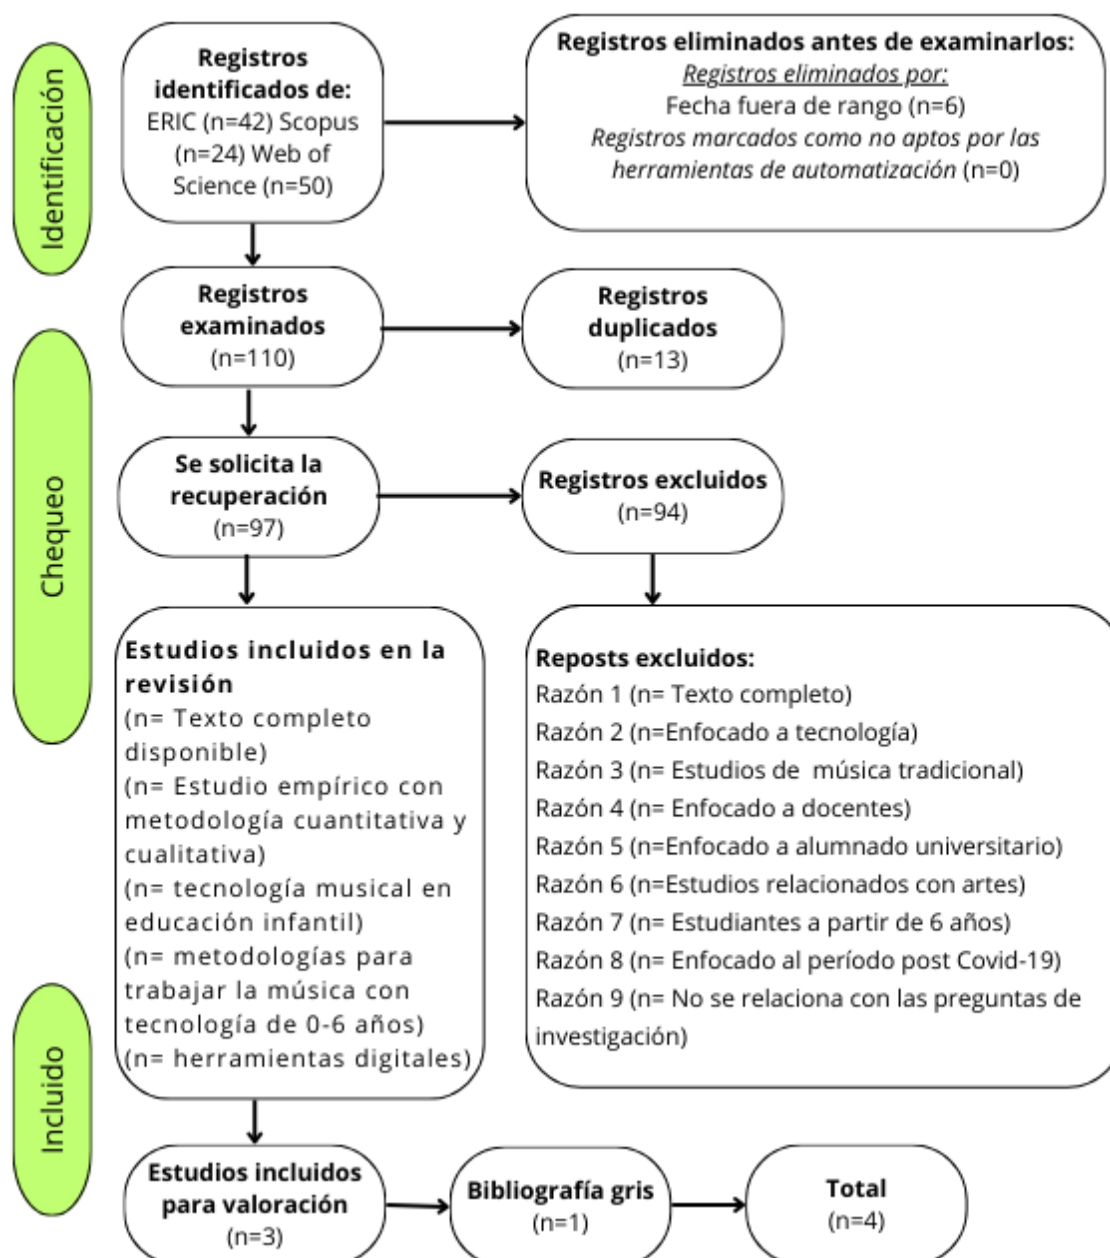 Identificación
Registros
identificados de:
ERIC (n=42) Scopus
(n=24) Web of
Science (n=50)
Registros eliminados antes de examinarlos:
Registros eliminados por:
Fecha fuera de rango (n=6)
Registros marcados como no aptos por las
herramientas de automatización (n=0)
Chequeo
Registros
examinados
(n=110)
Registros
duplicados
(n=13)
Se solicita la
recuperación
(n=97)
Registros excluidos
(n=94)
Estudios incluidos en la
revisión
(n= Texto completo
disponible)
(n= Estudio empírico con
metodología cuantitativa y
cualitativa)
(n= tecnología musical en
educación infantil)
(n= metodologías para
trabajar la música con
tecnología de 0-6 años)
(n= herramientas digitales)
Reposts excluidos:
Razón 1 (n= Texto completo)
Razón 2 (n=Enfocado a tecnología)
Razón 3 (n= Estudios de música tradicional)
Razón 4 (n= Enfocado a docentes)
Razón 5 (n=Enfocado a alumnado universitario)
Razón 6 (n=Estudios relacionados con artes)
Razón 7 (n= Estudiantes a partir de 6 años)
Razón 8 (n= Enfocado al período post Covid-19)
Razón 9 (n= No se relaciona con las preguntas de
investigación)
Incluido
Estudios incluidos
para valoración
(n=3)
Bibliografía gris
(n=1)
Total
(n=4)